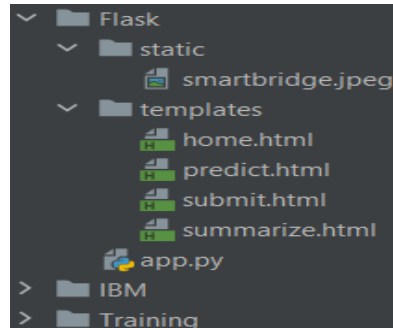 Flask
static
smartbridge.jpeg
templates
home.html
predict.html
submit.html
summarize.html
app.py
IBM
Training